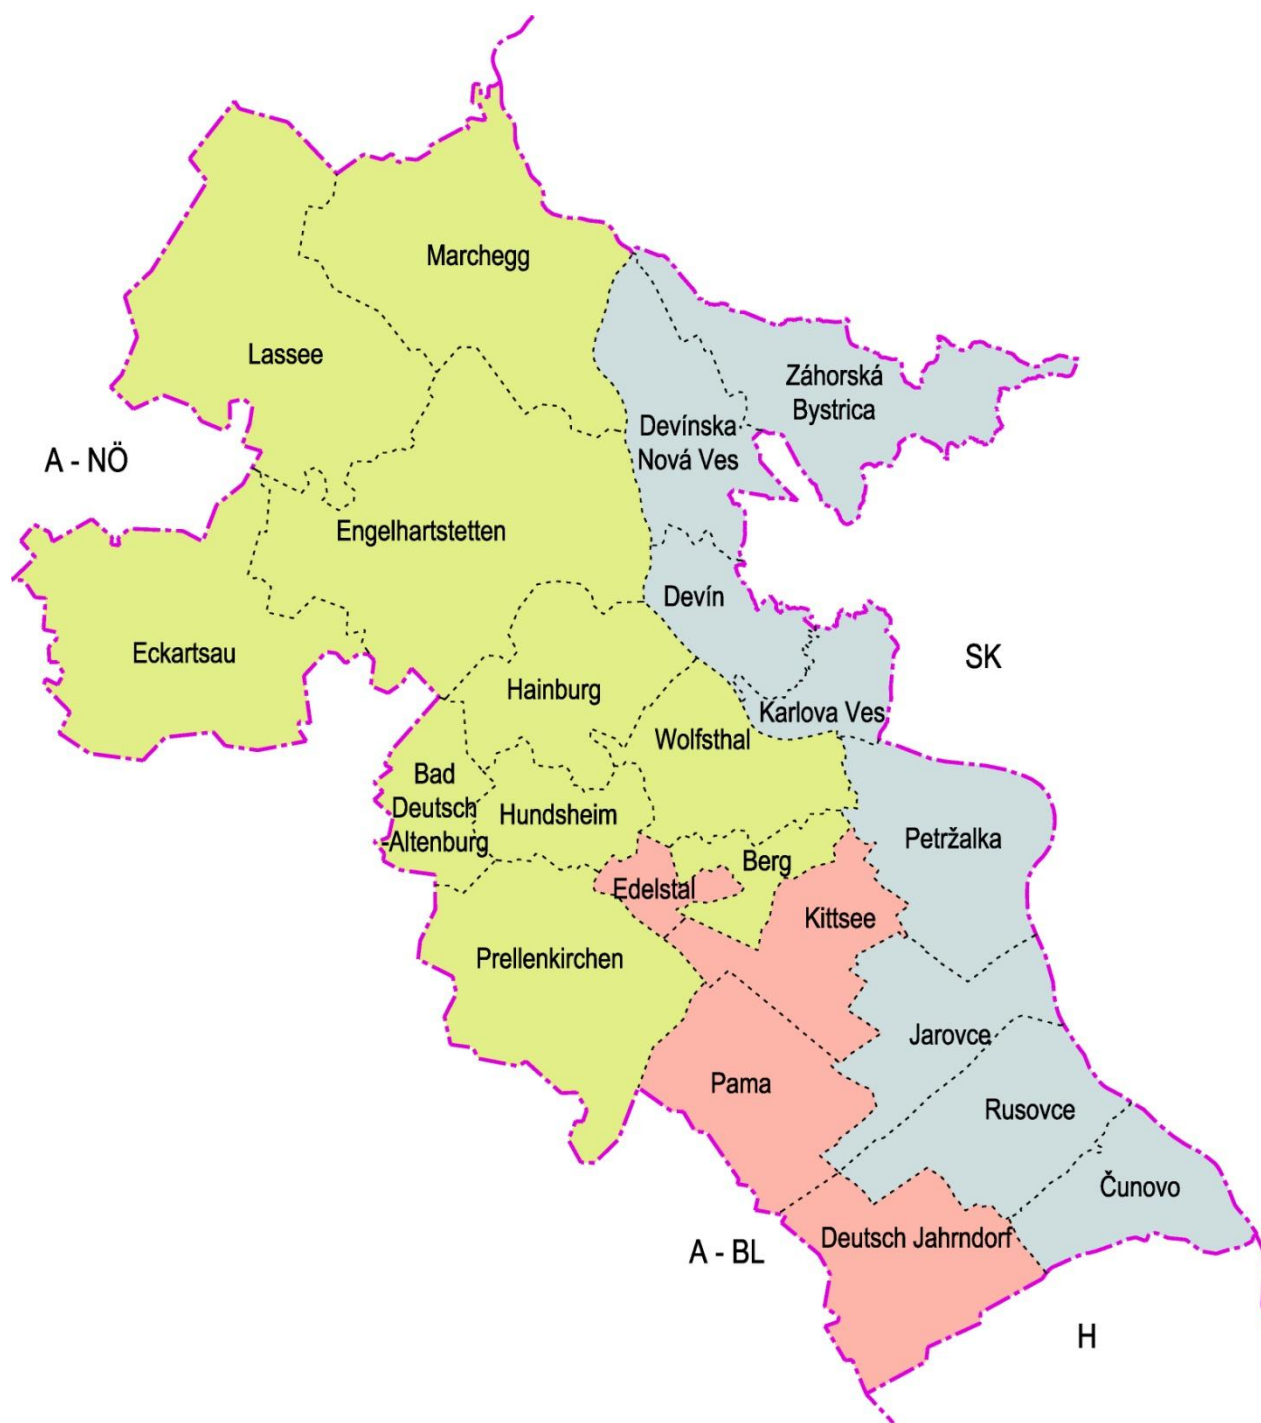 Marchegg
Lassee
Záhorská
Bystrica
Devínska
Nová Ves
A - NÖ
Engelhartstetten
Devín
Eckartsau
SK
Hainburg
Karlova Ves
Wolfsthal
Bad
Deutsch
-Altenburg
Hundsheim
Petržalka
Berg
Edelstal
Kittsee
Prellenkirchen
Jarovce
Pama
Rusovce
Čunovo
Deutsch Jahrndorf
A - BL
H